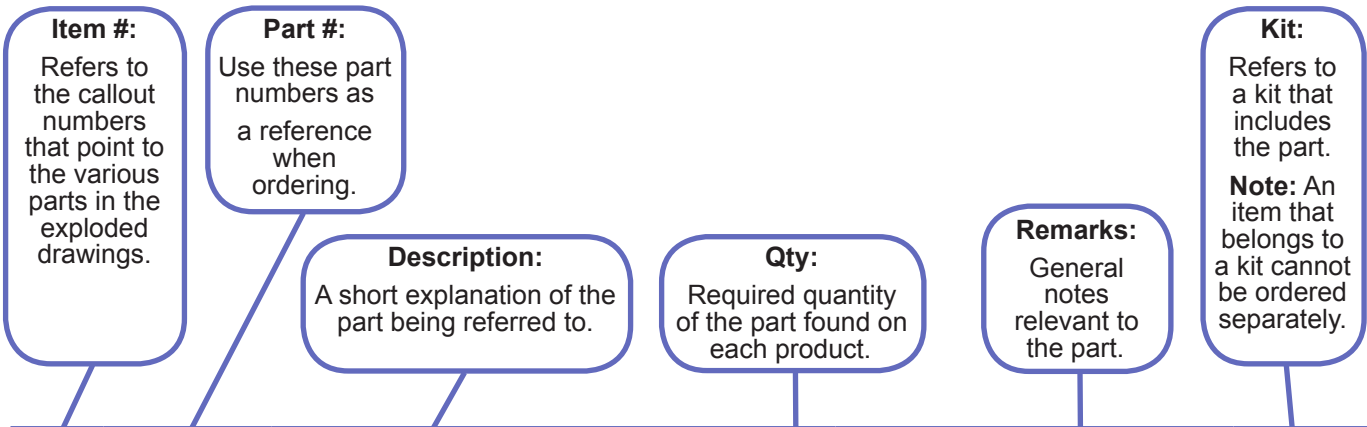 Item #:
Refers to
the callout
numbers
that point to
the various
parts in the
exploded
drawings.
Part #:
Use these part
numbers as
a reference
when
ordering.
Description:
A short explanation of the
part being referred to.
Qty:
Required quantity
of the part found on
each product.
Remarks:
General
notes
relevant to
the part.
Kit:
Refers to
a kit that
includes
the part.
Note: An
item that
belongs to
a kit cannot
be ordered
separately.